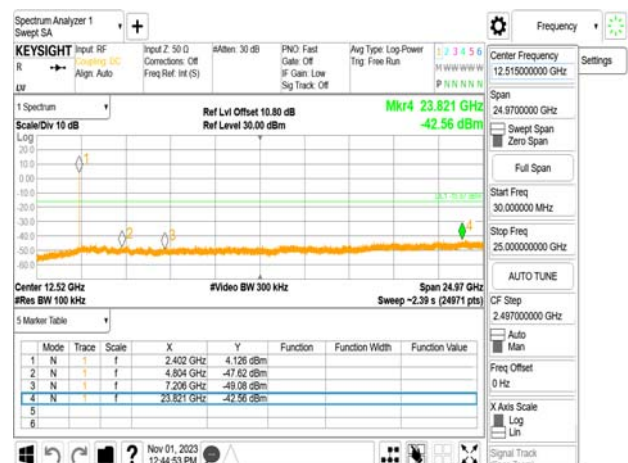 Spectrum Analyzer 1
Swept SA
+
Frequency
KEYSIGHT Input: RF
R Coupling: DC
Align: Auto
LXI
Input Z: 50 Ω
Corrections: Off
Freq Ref: Int (S)
#Atten: 30 dB
PNO: Fast
Gate: Off
IF Gain: Low
Sig Track: Off
Avg Type: Log-Power
Trig: Free Run
1 2 3 4 5 6
M W W W W W
P N N N N N
1 Spectrum
Scale/Div 10 dB
Ref Lvl Offset 10.80 dB
Ref Level 30.00 dBm
Mkr4 23.821 GHz
-42.56 dBm
Log
20.0
10.0
0.00
-10.0
-20.0
-30.0
-40.0
-50.0
-60.0
1
2
3
4
Center 12.52 GHz
#Video BW 300 kHz
Span 24.97 GHz
#Res BW 100 kHz
Sweep ~2.39 s (24971 pts)
5 Marker Table
Mode Trace Scale X Y Function Function Width Function Value
1 N 1 f 2.402 GHz 4.126 dBm
2 N 1 f 4.804 GHz -47.62 dBm
3 N 1 f 7.206 GHz -49.08 dBm
4 N 1 f 23.821 GHz -42.56 dBm
5
6
?
Nov 01, 2023
12:44:53 PM
Center Frequency
12.515000000 GHz
Settings
Span
24.9700000 GHz
Swept Span
Zero Span
Full Span
Start Freq
30.000000 MHz
Stop Freq
25.000000000 GHz
AUTO TUNE
CF Step
2.497000000 GHz
Auto
Man
Freq Offset
0 Hz
X Axis Scale
Log
Lin
Signal Track